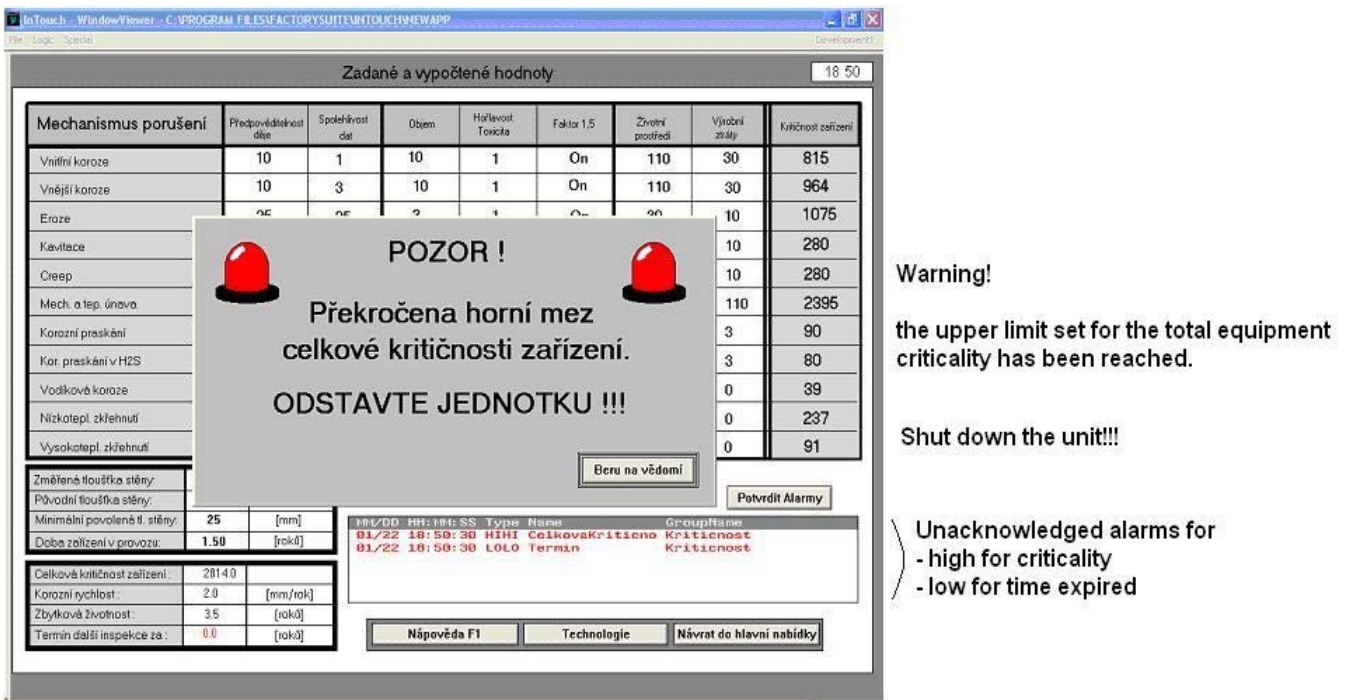 InTouch - WindowViewer - C:\PROGRAM FILES\FACTORYSUITE\INTOUCH\NEWAPP
File Logic Special Development!
Zadané a vypočtené hodnoty 18 50
Mechanismus porušení Předpověditelnost děje Spolehlivost dat Objem Hořlavost Toxicita Faktor 1,5 Životní prostředí Výrobní ztráty Kritičnost zařízení
Vnitřní koroze 10 1 10 1 On 110 30 815
Vnější koroze 10 3 10 1 On 110 30 964
Eroze 10 1075
Kavitace 10 280
Creep 10 280
Mech. a tep. únava 110 2395
Korozní praskání 3 90
Kor. praskání v H2S 3 80
Vodíková koroze 0 39
Nízkotepl. zkřehnutí 0 237
Vysokotepl. zkřehnutí 0 91
POZOR !
Překročena horní mez
celkové kritičnosti zařízení.
ODSTAVTE JEDNOTKU !!!
Beru na vědomí
Warning!
the upper limit set for the total equipment
criticality has been reached.
Shut down the unit!!!
Změřená tloušťka stěny:
Původní tloušťka stěny:
Minimální povolená tl. stěny: 25 [mm]
Doba zařízení v provozu: 1.50 [roků]
Potvrdit Alarmy
MM/DD HH:MM:SS Type Name GroupName
01/22 18:50:30 HIHI CelkovaKriticno Kriticnost
01/22 18:50:30 LOLO Termin Kriticnost
Unacknowledged alarms for
- high for criticality
- low for time expired
Celková kritičnost zařízení : 2814.0
Korozní rychlost : 2.0 [mm/rok]
Zbytková životnost : 3.5 [roků]
Termín další inspekce za : 0.0 [roků]
Nápověda F1 Technologie Návrat do hlavní nabídky